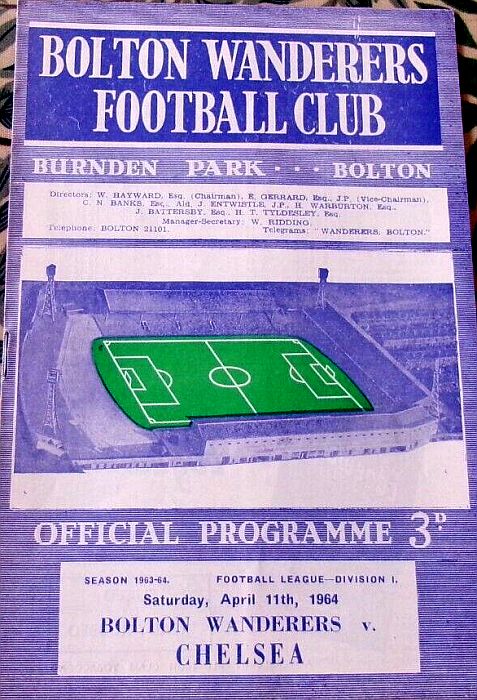 BOLTON WANDERERS
FOOTBALL CLUB
BURNDEN PARK · · · BOLTON
Directors: W. HAYWARD, Esq. (Chairman), E. GERRARD, Esq., J.P. (Vice-Chairman),
C. N. BANKS, Esq., Ald. J. ENTWISTLE, J.P., H. WARBURTON, Esq.,
J. BATTERSBY, Esq., H. T. TYLDESLEY, Esq.
Manager-Secretary: W. RIDDING.
Telephone: BOLTON 21101. Telegrams: "WANDERERS, BOLTON."
OFFICIAL PROGRAMME 3D.
SEASON 1963-64. FOOTBALL LEAGUE—DIVISION I.
Saturday, April 11th, 1964
BOLTON WANDERERS v.
CHELSEA